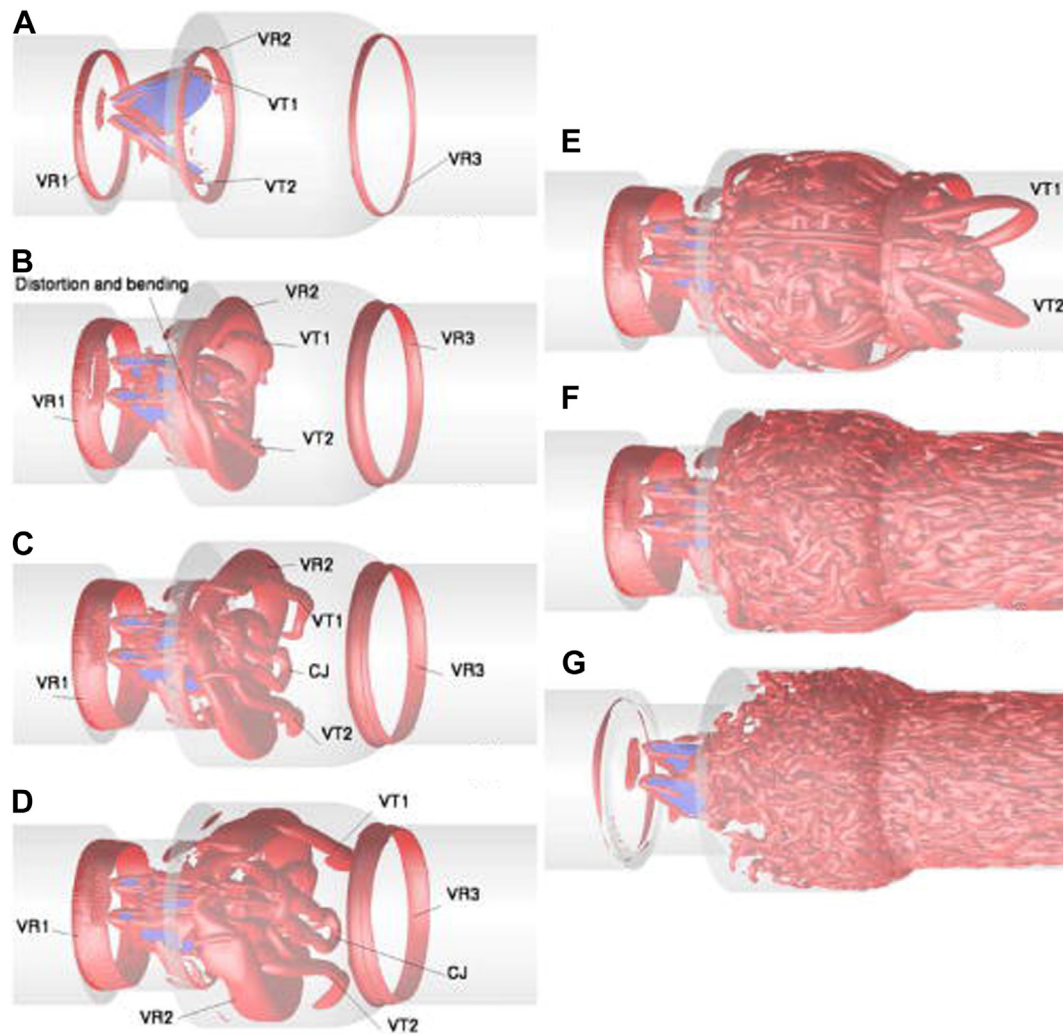 A
VR2
VT1
VR3
VR1
VT2
B
Distortion and bending
VR2
VT1
VR3
VR1
VT2
C
VR2
VT1
CJ
VR3
VR1
VT2
D
VT1
VR3
VR1
CJ
VR2
VT2
E
VT1
VT2
F
G